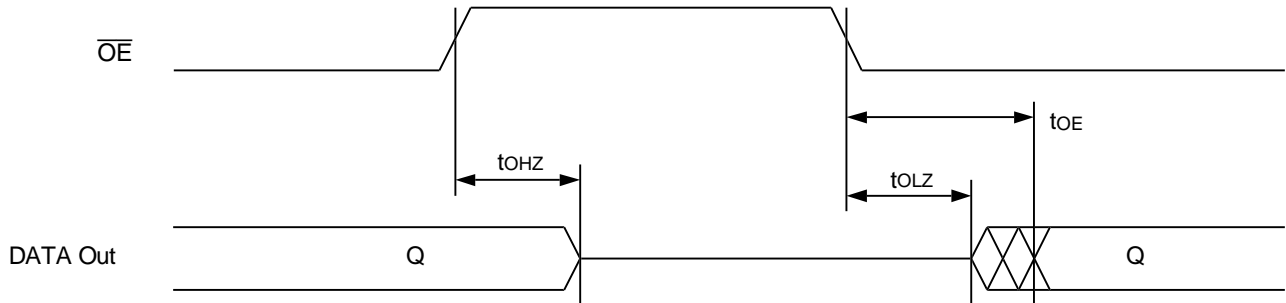 OE
tOE
tOHZ
tOLZ
DATA Out
Q
Q